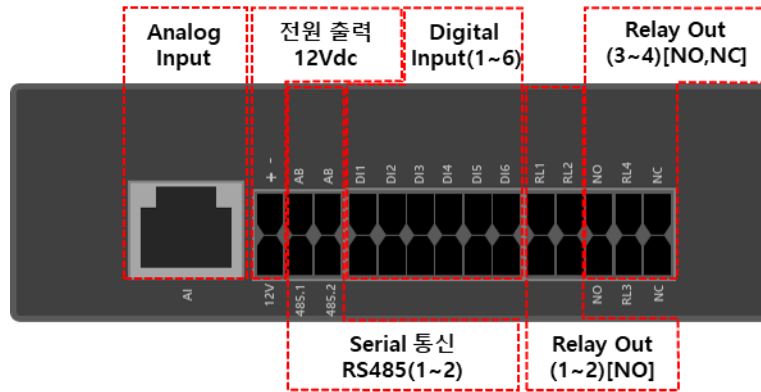 Analog
Input
전원 출력
12Vdc
Digital
Input(1~6)
Relay Out
(3~4)[NO,NC]
+ -
AB
AB
DI1
DI2
DI3
DI4
DI5
DI6
RL1
RL2
NO
RL4
NC
AI
12V
485.1
485.2
NO
RL3
NC
Serial 통신
RS485(1~2)
Relay Out
(1~2)[NO]